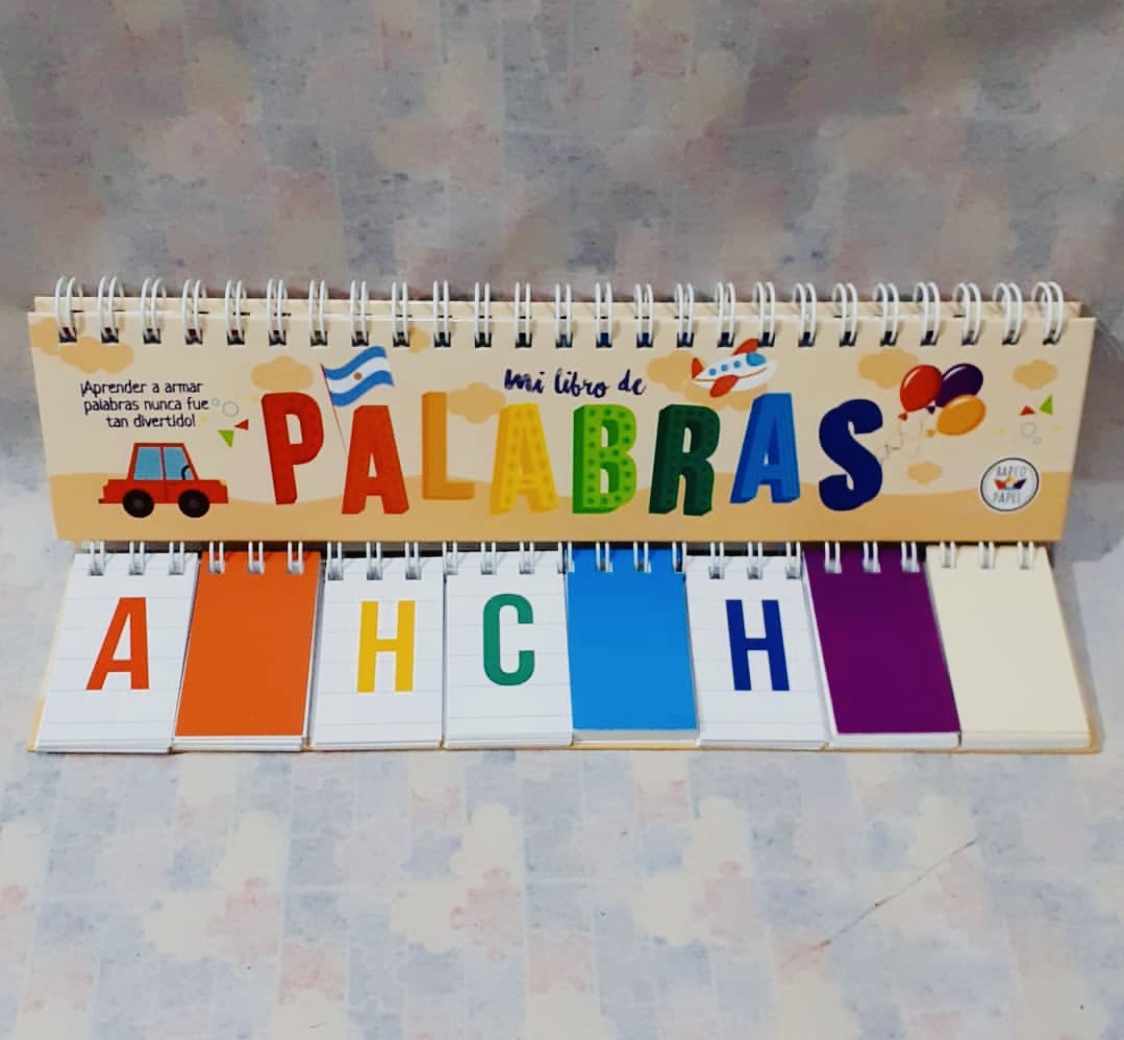 mi libro de
¡Aprender a armar
palabras nunca fue
tan divertido!
PALABRAS
BARCO
PAPEL
A H C H